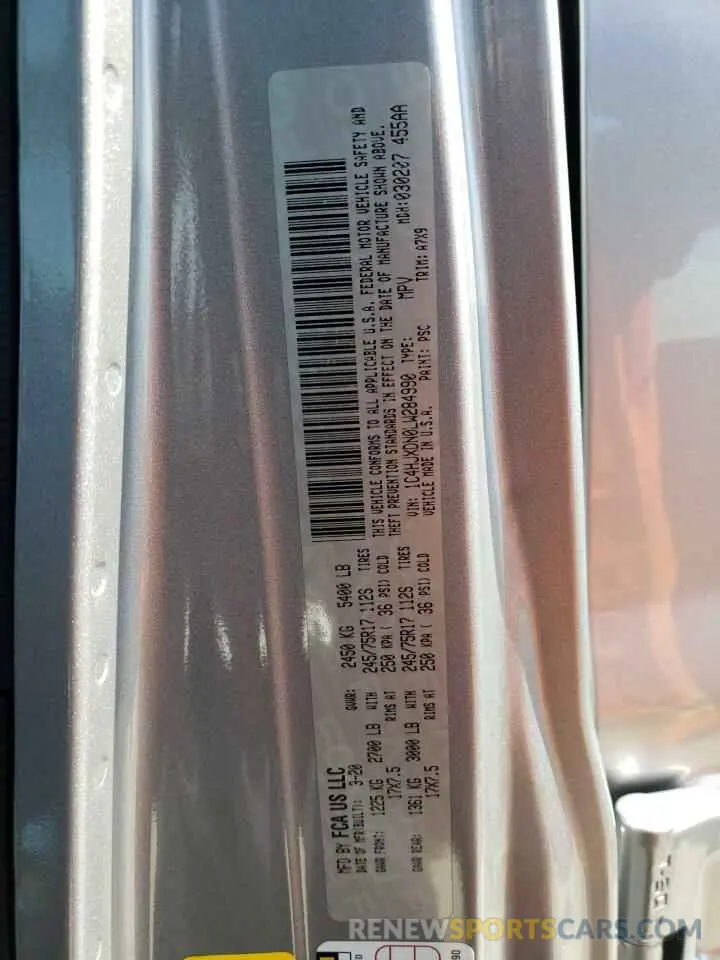 MFD BY FCA US LLC
DATE OF MFR(BUILT): 3-20 GVWR: 2450 KG 5400 LB
GAWR FRONT: 1225 KG 2700 LB WITH 245/75R17 112S TIRES
17X7.5 RIMS AT 250 KPA ( 36 PSI) COLD
GAWR REAR: 1361 KG 3000 LB WITH 245/75R17 112S TIRES
17X7.5 RIMS AT 250 KPA ( 36 PSI) COLD
THIS VEHICLE CONFORMS TO ALL APPLICABLE U.S.A. FEDERAL MOTOR VEHICLE SAFETY AND
THEFT PREVENTION STANDARDS IN EFFECT ON THE DATE OF MANUFACTURE SHOWN ABOVE.
VIN: 1C4HJXDN0LW284990 TYPE: MPV MDH:030207 455AA
VEHICLE MADE IN U.S.A. PAINT: PSC TRIM: A7X9
RENEWSPORTSCARS.COM